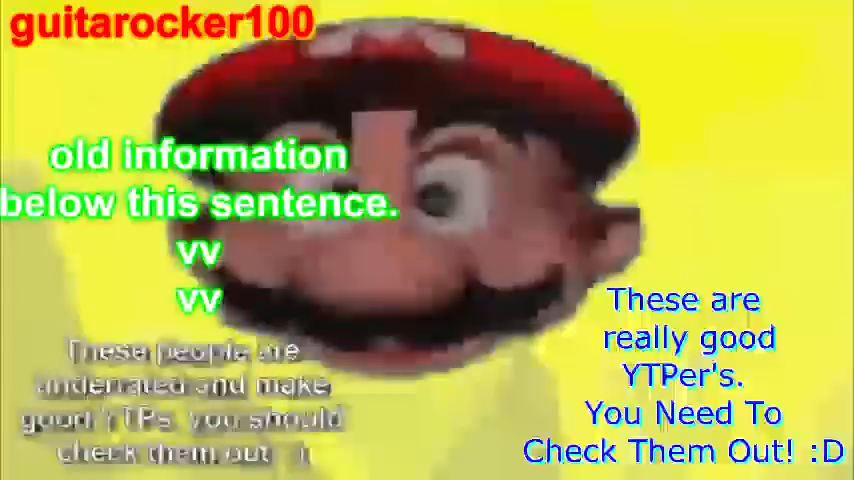 guitarocker100
old information
below this sentence.
vv
vv
These people are
underrated and make
good YTPs, you should
check them out :)
These are
really good
YTPer's.
You Need To
Check Them Out! :D